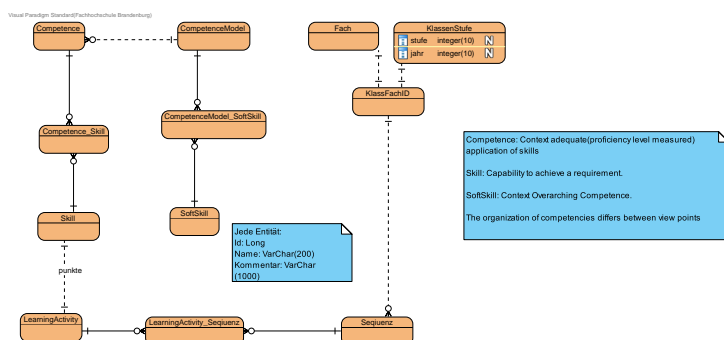 Visual Paradigm Standard(Fachhochschule Brandenburg)
Competence
CompetenceModel
Fach
KlassenStufe
stufe integer(10) N
jahr integer(10) N
KlassFachID
Competence_Skill
CompetenceModel_SoftSkill
Competence: Context adequate(proficiency level measured)
application of skills
Skill: Capability to achieve a requirement.
SoftSkill: Context Overarching Competence.
The organization of competencies differs between view points
Skill
SoftSkill
Jede Entität:
Id: Long
Name: VarChar(200)
Kommentar: VarChar
(1000)
punkte
LearningActivity
LearningActivity_Seqiuenz
Seqiuenz